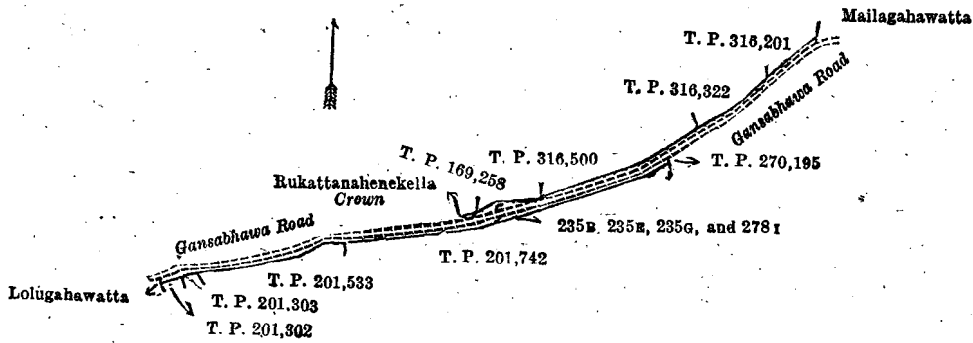 Mailagahawatta
T. P. 316,201
Gansabhawa Road
T. P. 316,322
T. P. 270,195
T. P. 316,500
T. P. 169,258
Rukattanahenekella
Crown
235B, 235E, 235G, and 278I
Gansabhawa Road
T. P. 201,742
T. P. 201,533
Lolugahawatta
T. P. 201,303
T. P. 201,302